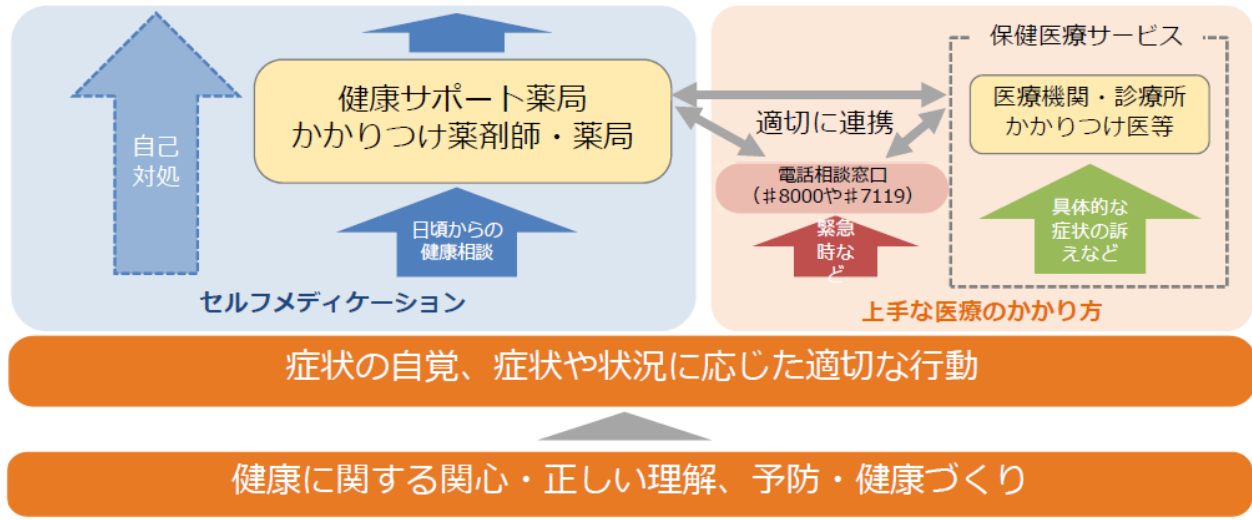 自己
対処
健康サポート薬局
かかりつけ薬剤師・薬局
日頃からの
健康相談
セルフメディケーション
適切に連携
電話相談窓口
(♯8000や♯7119)
緊急
時など
ど
保健医療サービス
医療機関・診療所
かかりつけ医等
具体的な
症状の訴
えなど
上手な医療のかかり方
症状の自覚、症状や状況に応じた適切な行動
健康に関する関心・正しい理解、予防・健康づくり